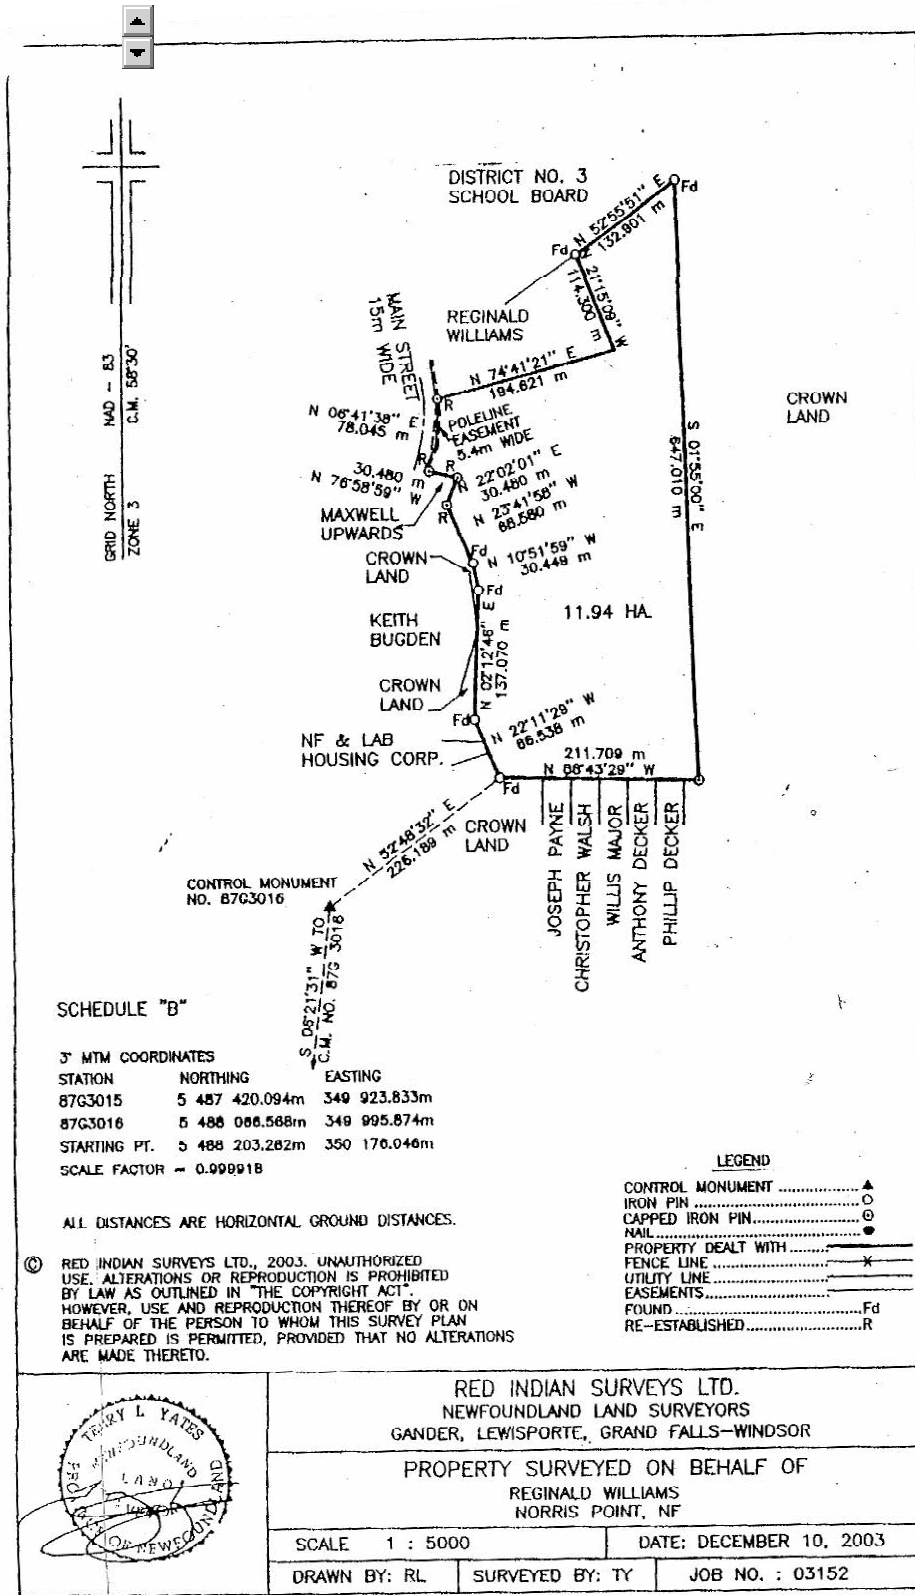 DISTRICT NO. 3
SCHOOL BOARD
Fd
N 52°55'51" E
132.901 m
Fd
N 21°15'09" W
114.300 m
REGINALD
WILLIAMS
MAIN STREET
15m WIDE
N 74°41'21" E
194.621 m
R
CROWN
LAND
GRID NORTH NAD - 83
ZONE 3 C.M. 58°30'
N 06°41'38" E
78.045 m
POLELINE
EASEMENT
5.4m WIDE
S 01°55'00" E
647.010 m
R
30.480 m
N 76°58'59" W
R
N 22°02'01" E
30.480 m
MAXWELL
UPWARDS
R
N 23°41'58" W
68.580 m
CROWN
LAND
Fd
N 10°51'59" W
30.449 m
Fd
KEITH
BUGDEN
11.94 HA.
N 02°12'46" E
137.070 m
CROWN
LAND
Fd
N 22°11'29" W
66.538 m
NF & LAB
HOUSING CORP.
211.709 m
N 88°43'29" W
Fd
N 52°48'32" E
226.189 m
CROWN
LAND
JOSEPH PAYNE
CHRISTOPHER WALSH
WILLIS MAJOR
ANTHONY DECKER
PHILLIP DECKER
CONTROL MONUMENT
NO. 87G3016
S 06°21'31" W TO
C.M. NO. 87G 3018
SCHEDULE "B"
3° MTM COORDINATES
STATION NORTHING EASTING
87G3015 5 487 420.094m 349 923.833m
87G3016 5 488 066.568m 349 995.874m
STARTING PT. 5 488 203.262m 350 176.046m
SCALE FACTOR = 0.999918
ALL DISTANCES ARE HORIZONTAL GROUND DISTANCES.
LEGEND
CONTROL MONUMENT
IRON PIN
CAPPED IRON PIN
NAIL
PROPERTY DEALT WITH
FENCE LINE
UTILITY LINE
EASEMENTS
FOUND Fd
RE-ESTABLISHED R
© RED INDIAN SURVEYS LTD., 2003. UNAUTHORIZED
USE, ALTERATIONS OR REPRODUCTION IS PROHIBITED
BY LAW AS OUTLINED IN "THE COPYRIGHT ACT".
HOWEVER, USE AND REPRODUCTION THEREOF BY OR ON
BEHALF OF THE PERSON TO WHOM THIS SURVEY PLAN
IS PREPARED IS PERMITTED, PROVIDED THAT NO ALTERATIONS
ARE MADE THERETO.
TERRY L YATES
NEWFOUNDLAND
LAND
RED INDIAN SURVEYS LTD.
NEWFOUNDLAND LAND SURVEYORS
GANDER, LEWISPORTE, GRAND FALLS-WINDSOR
PROPERTY SURVEYED ON BEHALF OF
REGINALD WILLIAMS
NORRIS POINT, NF
SCALE 1 : 5000
DATE: DECEMBER 10, 2003
DRAWN BY: RL
SURVEYED BY: TY
JOB NO. : 03152